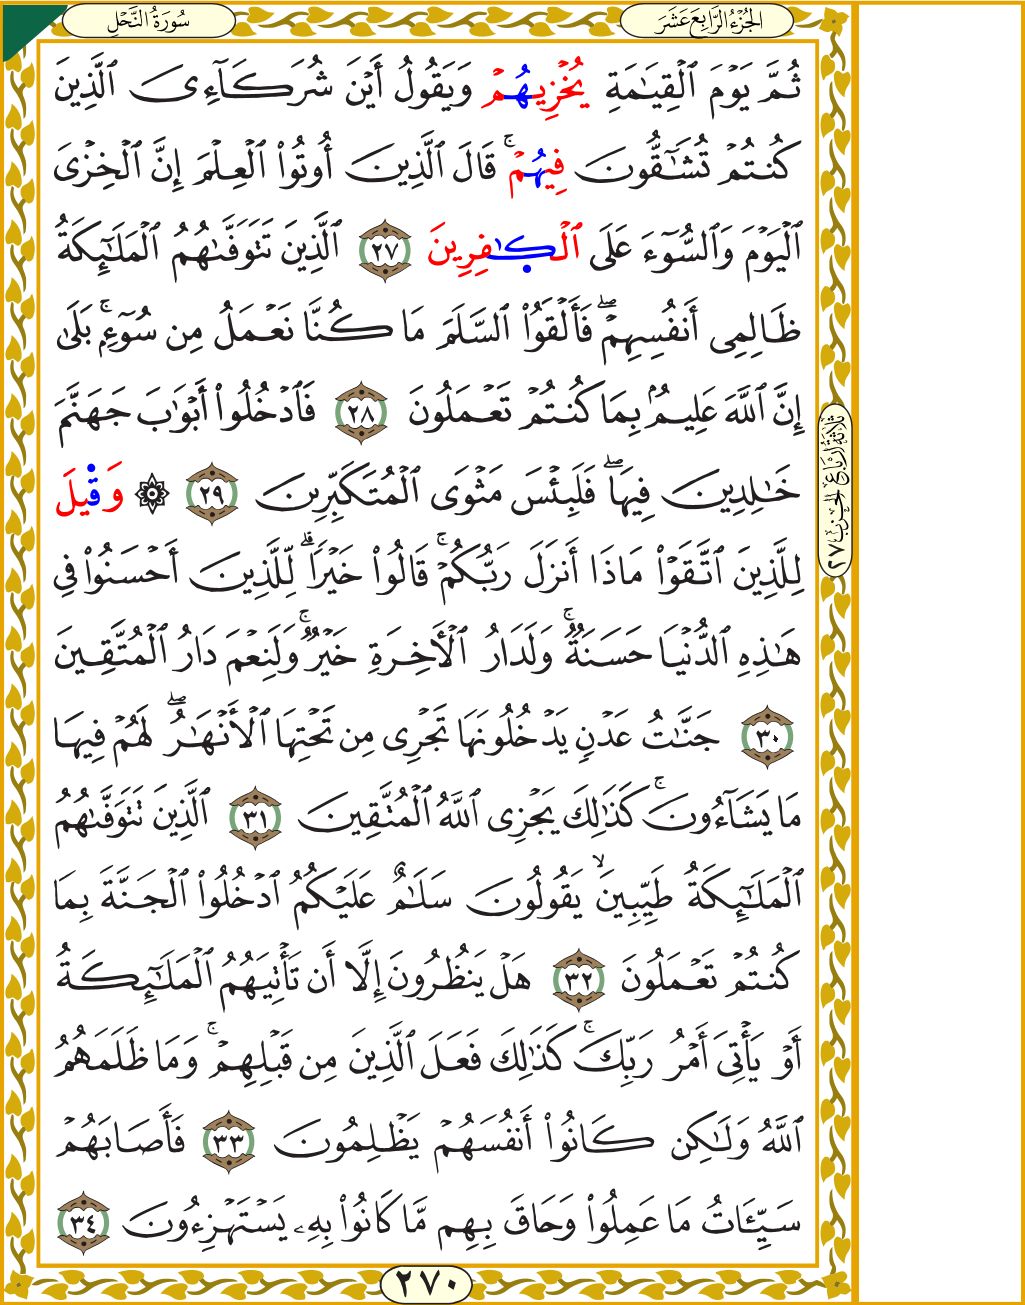 الجُزْءُ الرَّابِعَ عَشَرَ
سُورَةُ النَّحْلِ
ثُمَّ يَوْمَ ٱلْقِيَـٰمَةِ يُخْزِيهُمْ وَيَقُولُ أَيْنَ شُرَكَآءِىَ ٱلَّذِينَ
كُنتُمْ تُشَـٰٓقُّونَ فِيهُمْ ۚ قَالَ ٱلَّذِينَ أُوتُوا۟ ٱلْعِلْمَ إِنَّ ٱلْخِزْىَ
ٱلْيَوْمَ وَٱلسُّوٓءَ عَلَى ٱلْكَـٰفِرِينَ ٢٧ ٱلَّذِينَ تَتَوَفَّىٰهُمُ ٱلْمَلَـٰٓئِكَةُ
ظَالِمِىٓ أَنفُسِهِمْ ۖ فَأَلْقَوُا۟ ٱلسَّلَمَ مَا كُنَّا نَعْمَلُ مِن سُوٓءٍۭ ۚ بَلَىٰٓ
إِنَّ ٱللَّهَ عَلِيمٌۢ بِمَا كُنتُمْ تَعْمَلُونَ ٢٨ فَٱدْخُلُوٓا۟ أَبْوَٰبَ جَهَنَّمَ
خَـٰلِدِينَ فِيهَا ۖ فَلَبِئْسَ مَثْوَى ٱلْمُتَكَبِّرِينَ ٢٩ ۞ وَقِيلَ
لِلَّذِينَ ٱتَّقَوْا۟ مَاذَآ أَنزَلَ رَبُّكُمْ ۚ قَالُوا۟ خَيْرًا ۗ لِّلَّذِينَ أَحْسَنُوا۟ فِى
هَـٰذِهِ ٱلدُّنْيَا حَسَنَةٌ ۚ وَلَدَارُ ٱلْـَٔاخِرَةِ خَيْرٌ ۚ وَلَنِعْمَ دَارُ ٱلْمُتَّقِينَ
٣٠ جَنَّـٰتُ عَدْنٍ يَدْخُلُونَهَا تَجْرِى مِن تَحْتِهَا ٱلْأَنْهَـٰرُ ۖ لَهُمْ فِيهَا
مَا يَشَآءُونَ ۚ كَذَٰلِكَ يَجْزِى ٱللَّهُ ٱلْمُتَّقِينَ ٣١ ٱلَّذِينَ تَتَوَفَّىٰهُمُ
ٱلْمَلَـٰٓئِكَةُ طَيِّبِينَ ۙ يَقُولُونَ سَلَـٰمٌ عَلَيْكُمُ ٱدْخُلُوا۟ ٱلْجَنَّةَ بِمَا
كُنتُمْ تَعْمَلُونَ ٣٢ هَلْ يَنظُرُونَ إِلَّآ أَن تَأْتِيَهُمُ ٱلْمَلَـٰٓئِكَةُ
أَوْ يَأْتِىَ أَمْرُ رَبِّكَ ۚ كَذَٰلِكَ فَعَلَ ٱلَّذِينَ مِن قَبْلِهِمْ ۚ وَمَا ظَلَمَهُمُ
ٱللَّهُ وَلَـٰكِن كَانُوٓا۟ أَنفُسَهُمْ يَظْلِمُونَ ٣٣ فَأَصَابَهُمْ
سَيِّـَٔاتُ مَا عَمِلُوا۟ وَحَاقَ بِهِم مَّا كَانُوا۟ بِهِۦ يَسْتَهْزِءُونَ ٣٤
ثَلَاثَةُ أَرْبَاعِ الْحِزْبِ ٢٧
٢٧٠